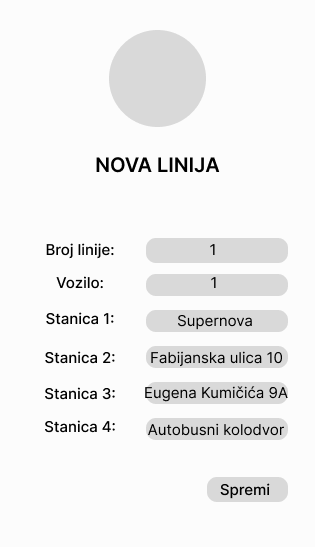 NOVA LINIJA
Broj linije: 1
Vozilo: 1
Stanica 1: Supernova
Stanica 2: Fabijanska ulica 10
Stanica 3: Eugena Kumičića 9A
Stanica 4: Autobusni kolodvor
Spremi